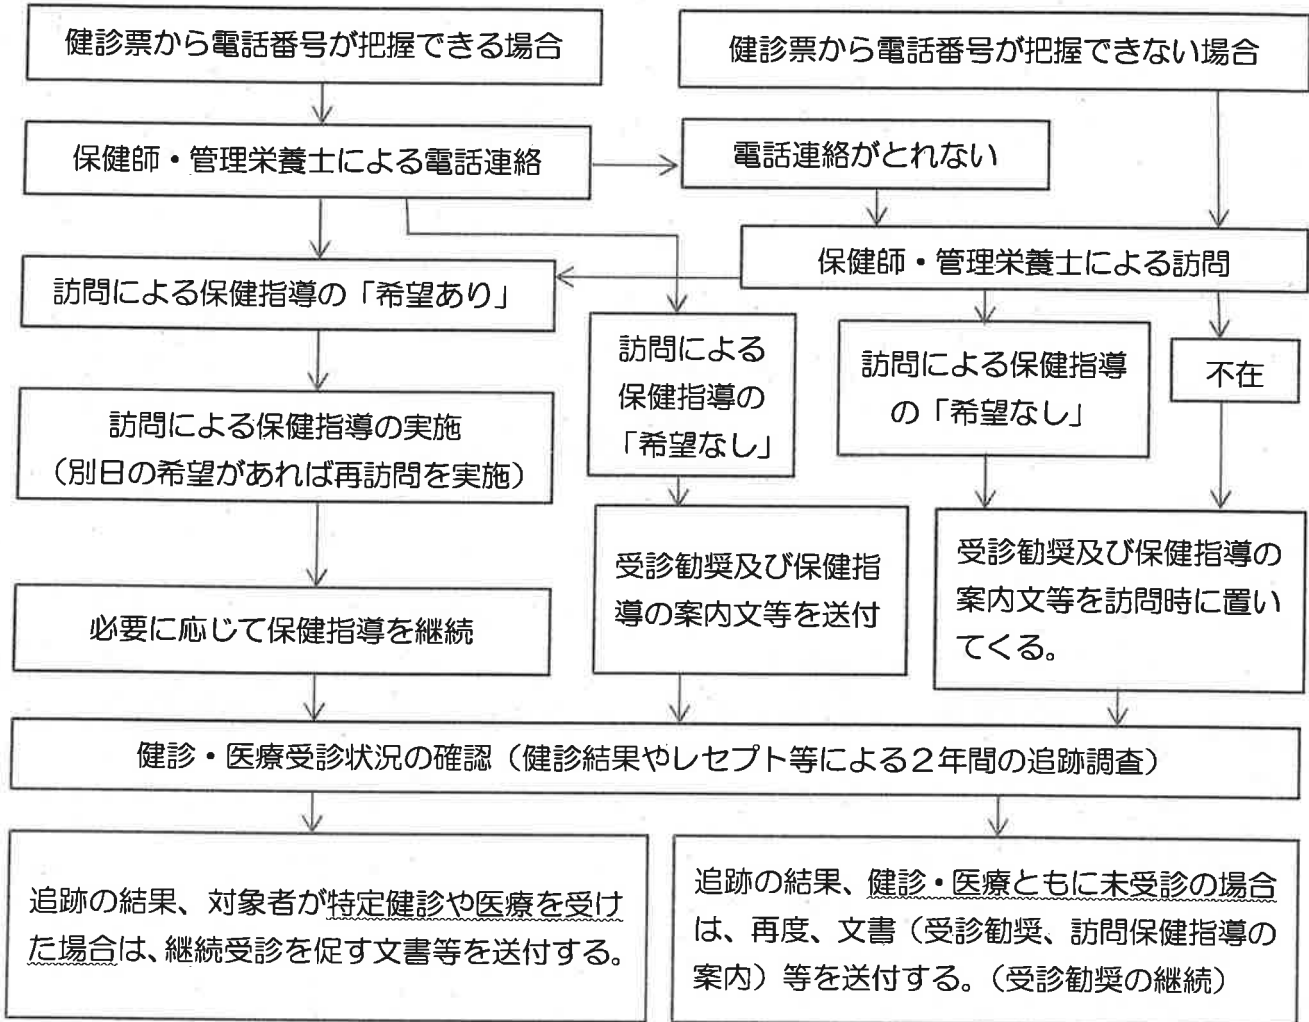 健診票から電話番号が把握できる場合
健診票から電話番号が把握できない場合
保健師・管理栄養士による電話連絡
電話連絡がとれない
保健師・管理栄養士による訪問
訪問による保健指導の「希望あり」
訪問による
保健指導の
「希望なし」
訪問による保健指導
の「希望なし」
不在
訪問による保健指導の実施
（別日の希望があれば再訪問を実施）
受診勧奨及び保健指
導の案内文等を送付
受診勧奨及び保健指導の
案内文等を訪問時に置い
てくる。
必要に応じて保健指導を継続
健診・医療受診状況の確認（健診結果やレセプト等による２年間の追跡調査）
追跡の結果、対象者が特定健診や医療を受け
た場合は、継続受診を促す文書等を送付する。
追跡の結果、健診・医療ともに未受診の場合
は、再度、文書（受診勧奨、訪問保健指導の
案内）等を送付する。（受診勧奨の継続）